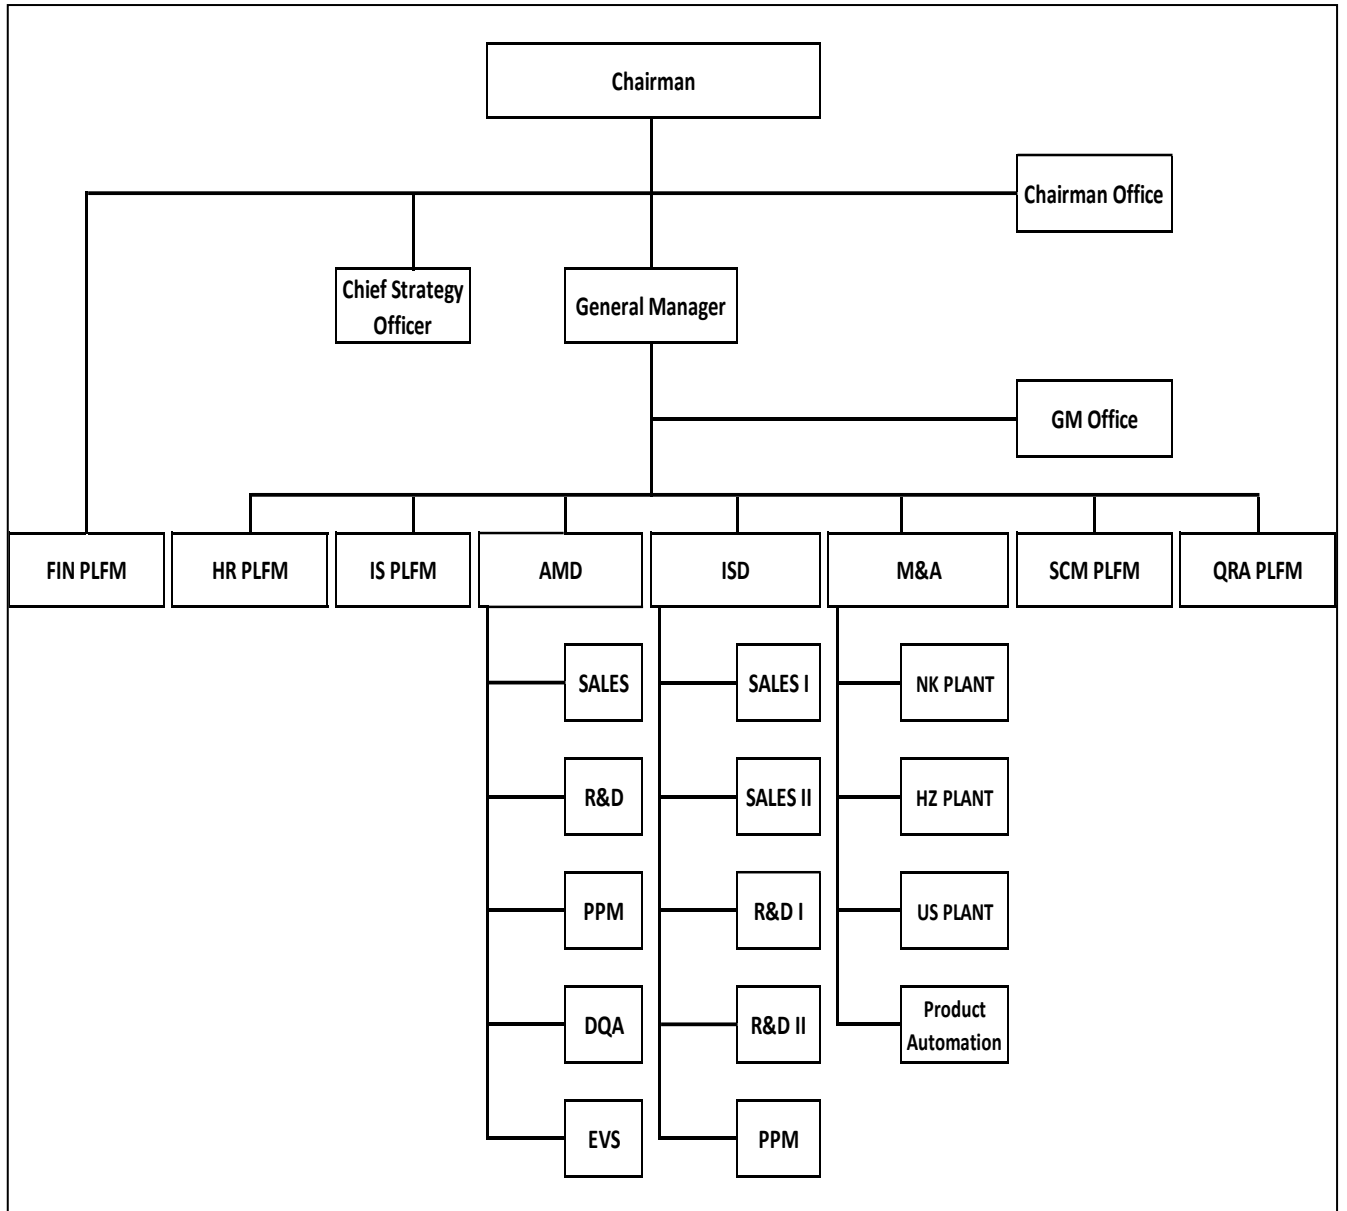 Chairman
Chairman Office
Chief Strategy
Officer
General Manager
GM Office
FIN PLFM
HR PLFM
IS PLFM
AMD
ISD
M&A
SCM PLFM
QRA PLFM
SALES
SALES I
NK PLANT
R&D
SALES II
HZ PLANT
PPM
R&D I
US PLANT
DQA
R&D II
Product
Automation
EVS
PPM